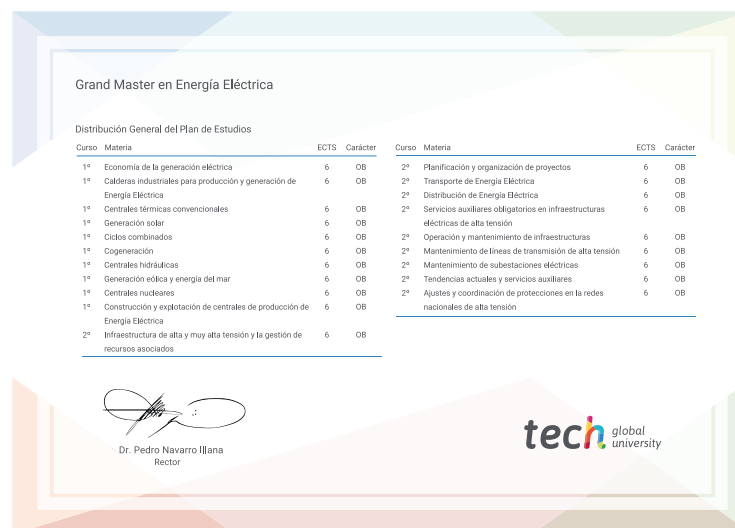 Grand Master en Energía Eléctrica
Distribución General del Plan de Estudios
Curso Materia ECTS Carácter
1º Economía de la generación eléctrica 6 OB
1º Calderas industriales para producción y generación de 6 OB
Energía Eléctrica
1º Centrales térmicas convencionales 6 OB
1º Generación solar 6 OB
1º Ciclos combinados 6 OB
1º Cogeneración 6 OB
1º Centrales hidráulicas 6 OB
1º Generación eólica y energía del mar 6 OB
1º Centrales nucleares 6 OB
1º Construcción y explotación de centrales de producción de 6 OB
Energía Eléctrica
2º Infraestructura de alta y muy alta tensión y la gestión de 6 OB
recursos asociados
Curso Materia ECTS Carácter
2º Planificación y organización de proyectos 6 OB
2º Transporte de Energía Eléctrica 6 OB
2º Distribución de Energía Eléctrica 6 OB
2º Servicios auxiliares obligatorios en infraestructuras 6 OB
eléctricas de alta tensión
2º Operación y mantenimiento de infraestructuras 6 OB
2º Mantenimiento de líneas de transmisión de alta tensión 6 OB
2º Mantenimiento de subestaciones eléctricas 6 OB
2º Tendencias actuales y servicios auxiliares 6 OB
2º Ajustes y coordinación de protecciones en la redes 6 OB
nacionales de alta tensión
Dr. Pedro Navarro Illana
Rector
tech global
university